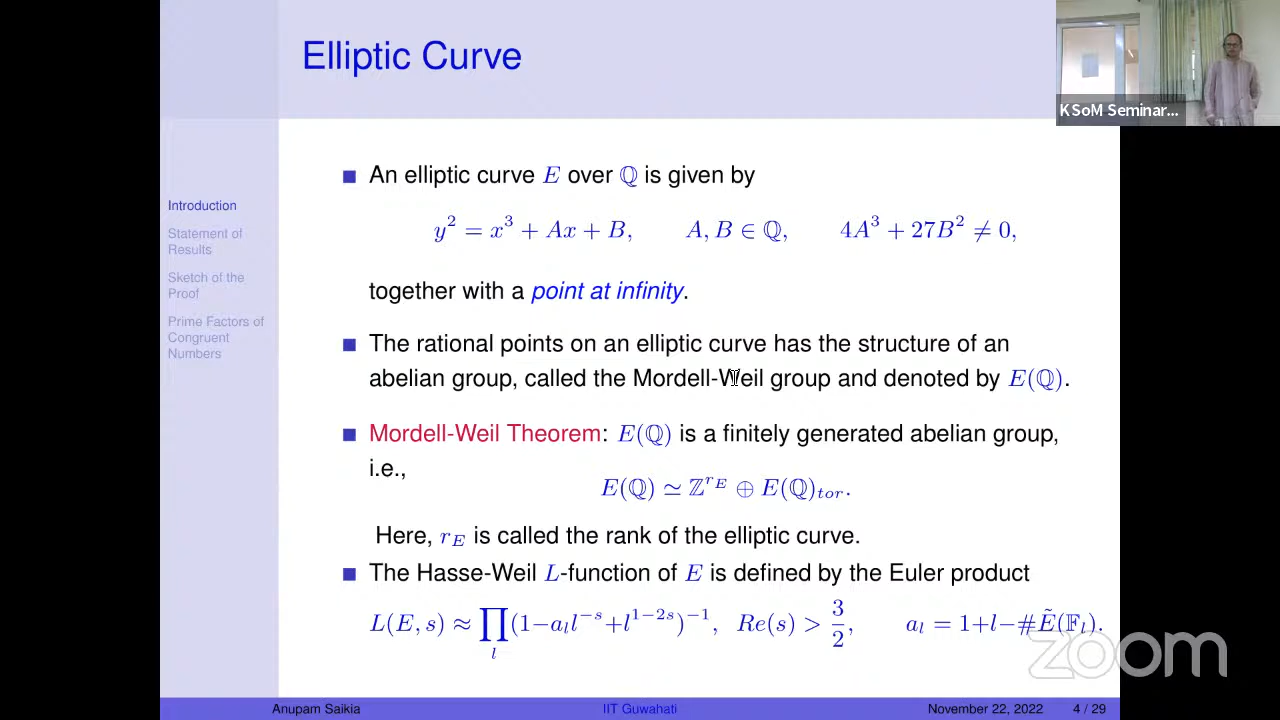 Elliptic Curve
KSoM Seminar...
Introduction
Statement of
Results
Sketch of the
Proof
Prime Factors of
Congruent
Numbers
An elliptic curve E over ℚ is given by
y² = x³ + Ax + B,   A, B ∈ ℚ,   4A³ + 27B² ≠ 0,
together with a point at infinity.
The rational points on an elliptic curve has the structure of an
abelian group, called the Mordell-Weil group and denoted by E(ℚ).
Mordell-Weil Theorem: E(ℚ) is a finitely generated abelian group,
i.e.,
E(ℚ) ≃ ℤ^{r_E} ⊕ E(ℚ)_{tor}.
Here, r_E is called the rank of the elliptic curve.
The Hasse-Weil L-function of E is defined by the Euler product
L(E, s) ≈ ∏_l (1−a_l l^{−s}+l^{1−2s})^{−1},  Re(s) > 3/2,   a_l = 1+l−#Ẽ(𝔽_l).
zoom
Anupam Saikia   IIT Guwahati   November 22, 2022   4 / 29